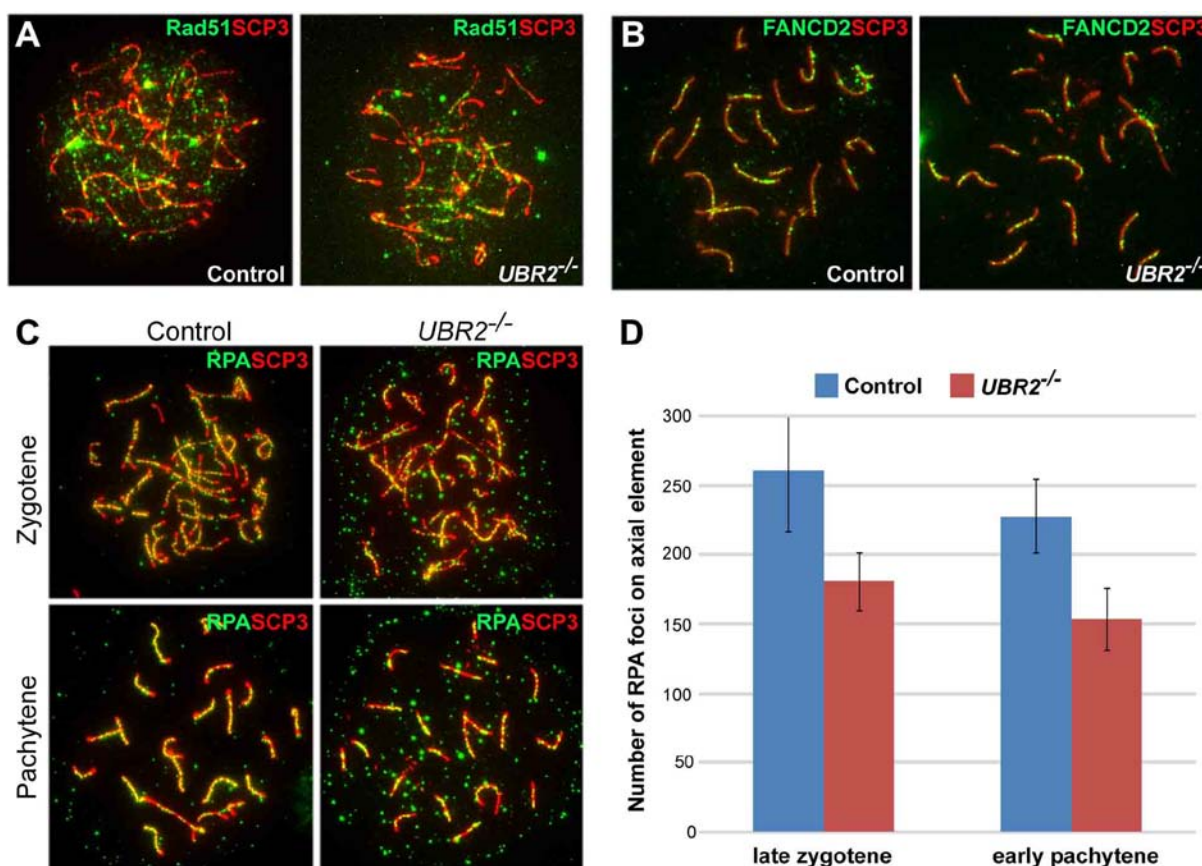 A
Rad51SCP3
Control
Rad51SCP3
UBR2-/-
B
FANCD2SCP3
Control
FANCD2SCP3
UBR2-/-
C
Control
UBR2-/-
Zygotene
RPASCP3
RPASCP3
Pachytene
RPASCP3
RPASCP3
D
Control
UBR2-/-
Number of RPA foci on axial element
300
250
200
150
100
50
0
late zygotene
early pachytene